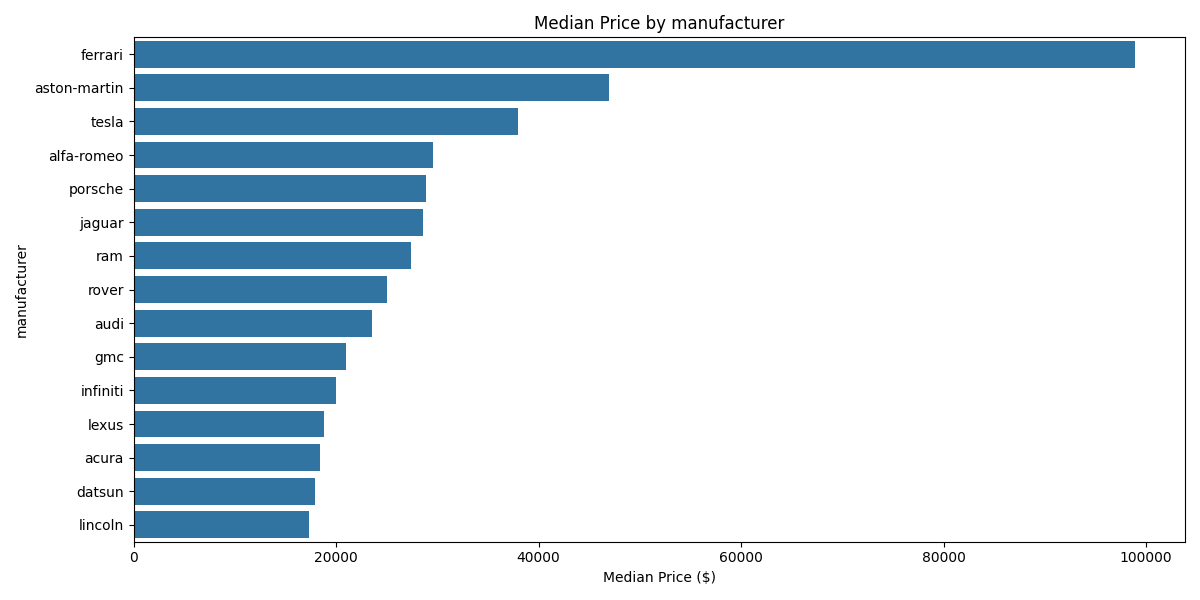 Median Price by manufacturer
ferrari
aston-martin
tesla
alfa-romeo
porsche
jaguar
ram
rover
audi
gmc
infiniti
lexus
acura
datsun
lincoln
manufacturer
0 20000 40000 60000 80000 100000
Median Price ($)